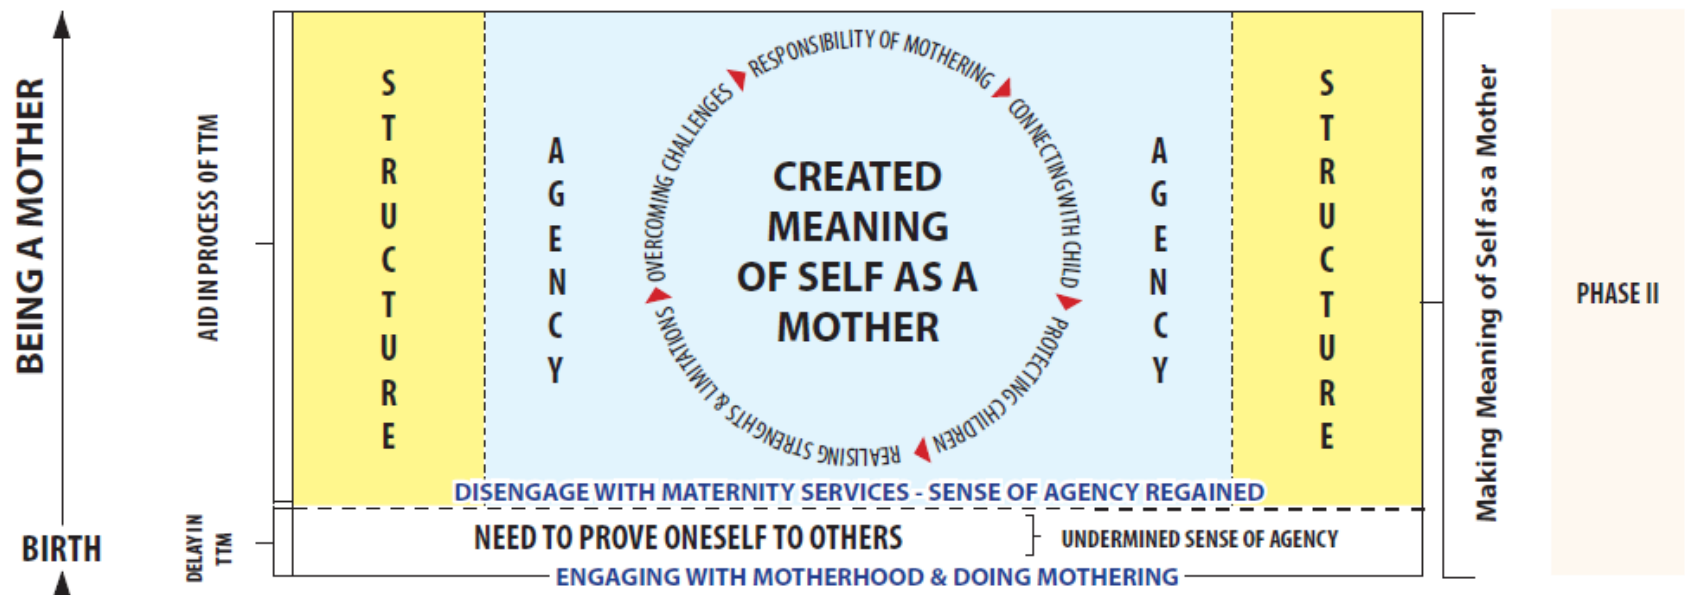 BEING A MOTHER
BIRTH
AID IN PROCESS OF TTM
DELAY IN
TTM
STRUCTURE
AGENCY
RESPONSIBILITY OF MOTHERING
CONNECTING WITH CHILD
PROTECTING CHILDREN
REALISING STRENGHTS & LIMITATIONS
OVERCOMING CHALLENGES
CREATED
MEANING
OF SELF AS A
MOTHER
AGENCY
STRUCTURE
DISENGAGE WITH MATERNITY SERVICES - SENSE OF AGENCY REGAINED
NEED TO PROVE ONESELF TO OTHERS
UNDERMINED SENSE OF AGENCY
ENGAGING WITH MOTHERHOOD & DOING MOTHERING
Making Meaning of Self as a Mother
PHASE II